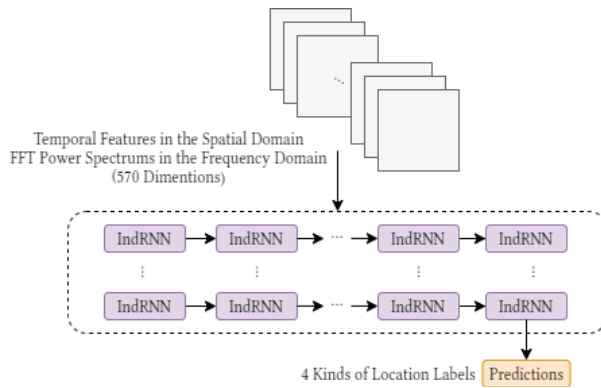 Temporal Features in the Spatial Domain
FFT Power Spectrums in the Frequency Domain
(570 Dimentions)
IndRNN IndRNN ... IndRNN IndRNN
IndRNN IndRNN ... IndRNN IndRNN
4 Kinds of Location Labels Predictions